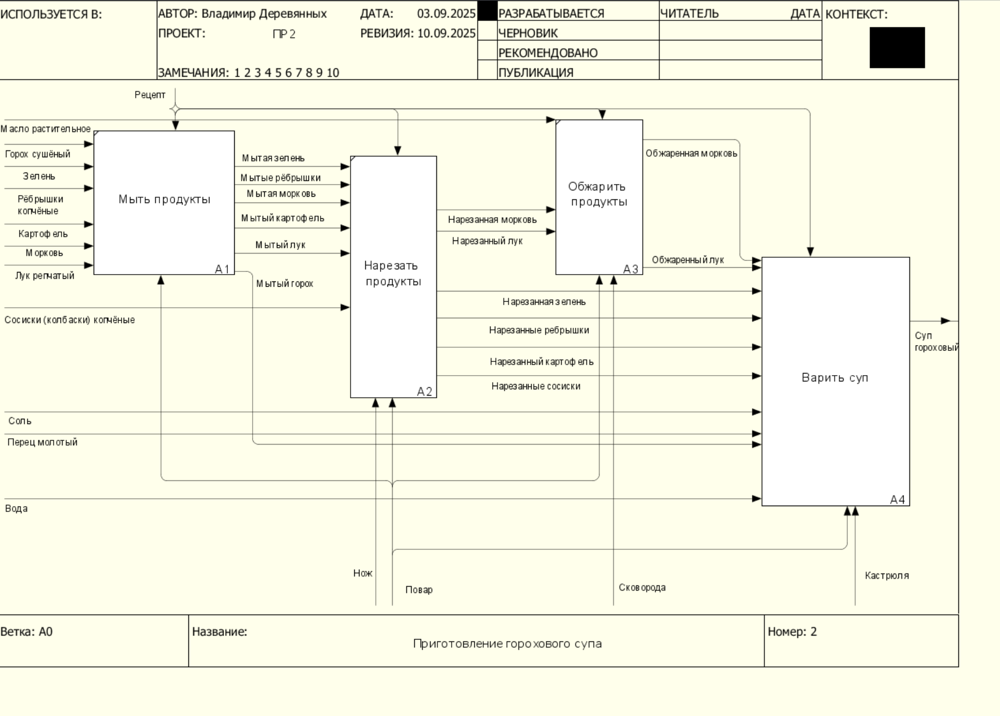 ИСПОЛЬЗУЕТСЯ В:
АВТОР: Владимир Деревянных
ДАТА: 03.09.2025
ПРОЕКТ: ПР 2
РЕВИЗИЯ: 10.09.2025
ЗАМЕЧАНИЯ: 1 2 3 4 5 6 7 8 9 10
РАЗРАБАТЫВАЕТСЯ
ЧЕРНОВИК
РЕКОМЕНДОВАНО
ПУБЛИКАЦИЯ
ЧИТАТЕЛЬ
ДАТА
КОНТЕКСТ:
Рецепт
Масло растительное
Горох сушёный
Зелень
Рёбрышки
копчёные
Картофель
Морковь
Лук репчатый
Сосиски (колбаски) копчёные
Соль
Перец молотый
Вода
Мыть продукты
A1
Мытая зелень
Мытые рёбрышки
Мытая морковь
Мытый картофель
Мытый лук
Мытый горох
Нарезать
продукты
A2
Нарезанная морковь
Нарезанный лук
Обжарить
продукты
A3
Обжаренная морковь
Обжаренный лук
Нарезанная зелень
Нарезанные ребрышки
Нарезанный картофель
Нарезанные сосиски
Варить суп
A4
Суп
гороховый
Нож
Повар
Сковорода
Кастрюля
Ветка: A0
Название:
Приготовление горохового супа
Номер: 2